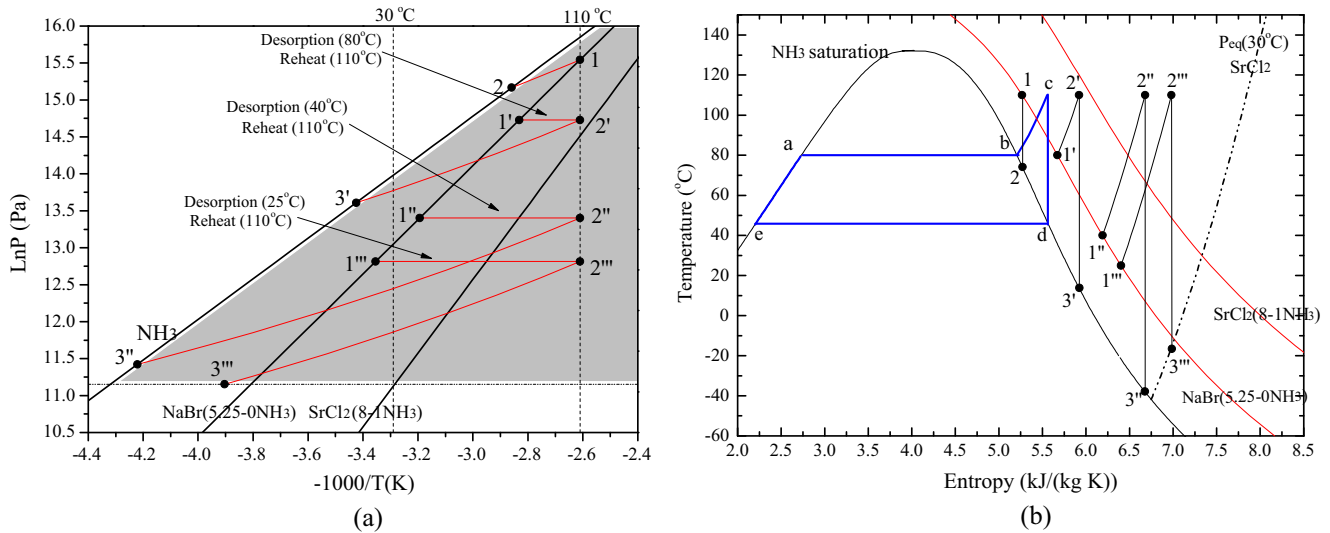 30 °C
110 °C
16.0
15.5
15.0
14.5
14.0
13.5
13.0
12.5
12.0
11.5
11.0
10.5
LnP (Pa)
Desorption (80°C)
Reheat (110°C)
Desorption (40°C)
Reheat (110°C)
Desorption (25°C)
Reheat (110°C)
1
2
1'
2'
3'
1''
2''
1'''
2'''
NH3
3''
3'''
NaBr(5.25-0NH3)
SrCl2(8-1NH3)
-4.4 -4.2 -4.0 -3.8 -3.6 -3.4 -3.2 -3.0 -2.8 -2.6 -2.4
-1000/T(K)
(a)
140
120
100
80
60
40
20
0
-20
-40
-60
Temperature (°C)
NH3 saturation
Peq(30°C)
SrCl2
1
c
2'
2''
2'''
a
b
1'
2
e
d
1''
1'''
3'
SrCl2(8-1NH3)
3'''
3''
NaBr(5.25-0NH3)
2.0 2.5 3.0 3.5 4.0 4.5 5.0 5.5 6.0 6.5 7.0 7.5 8.0 8.5
Entropy (kJ/(kg K))
(b)